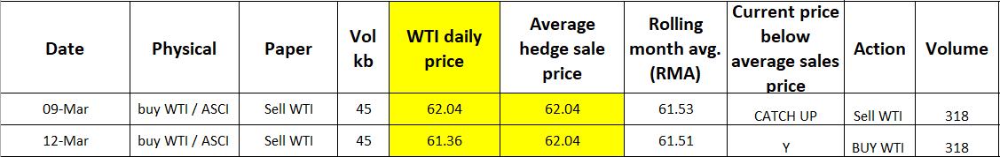 Date Physical Paper Vol kb WTI daily price Average hedge sale price Rolling month avg. (RMA) Current price below average sales price Action Volume
09-Mar buy WTI / ASCI Sell WTI 45 62.04 62.04 61.53 CATCH UP Sell WTI 318
12-Mar buy WTI / ASCI Sell WTI 45 61.36 62.04 61.51 Y BUY WTI 318